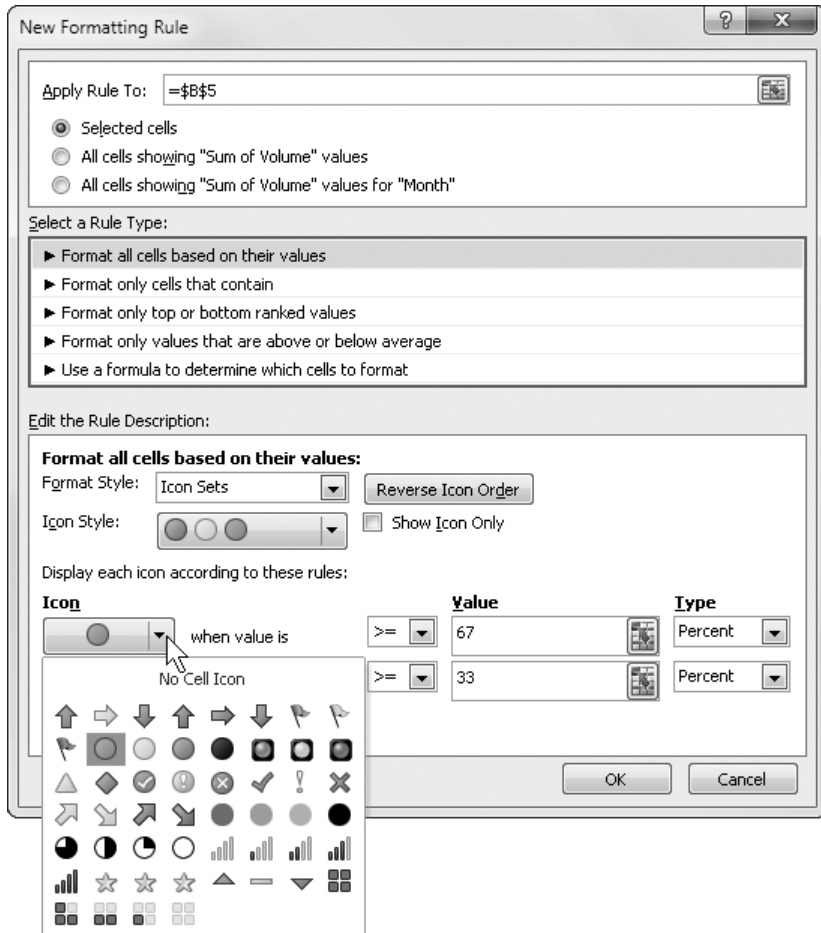 New Formatting Rule
? X
Apply Rule To: =$B$5
Selected cells
All cells showing "Sum of Volume" values
All cells showing "Sum of Volume" values for "Month"
Select a Rule Type:
► Format all cells based on their values
► Format only cells that contain
► Format only top or bottom ranked values
► Format only values that are above or below average
► Use a formula to determine which cells to format
Edit the Rule Description:
Format all cells based on their values:
Format Style: Icon Sets Reverse Icon Order
Icon Style: Show Icon Only
Display each icon according to these rules:
Icon Value Type
when value is >= 67 Percent
No Cell Icon >= 33 Percent
OK Cancel